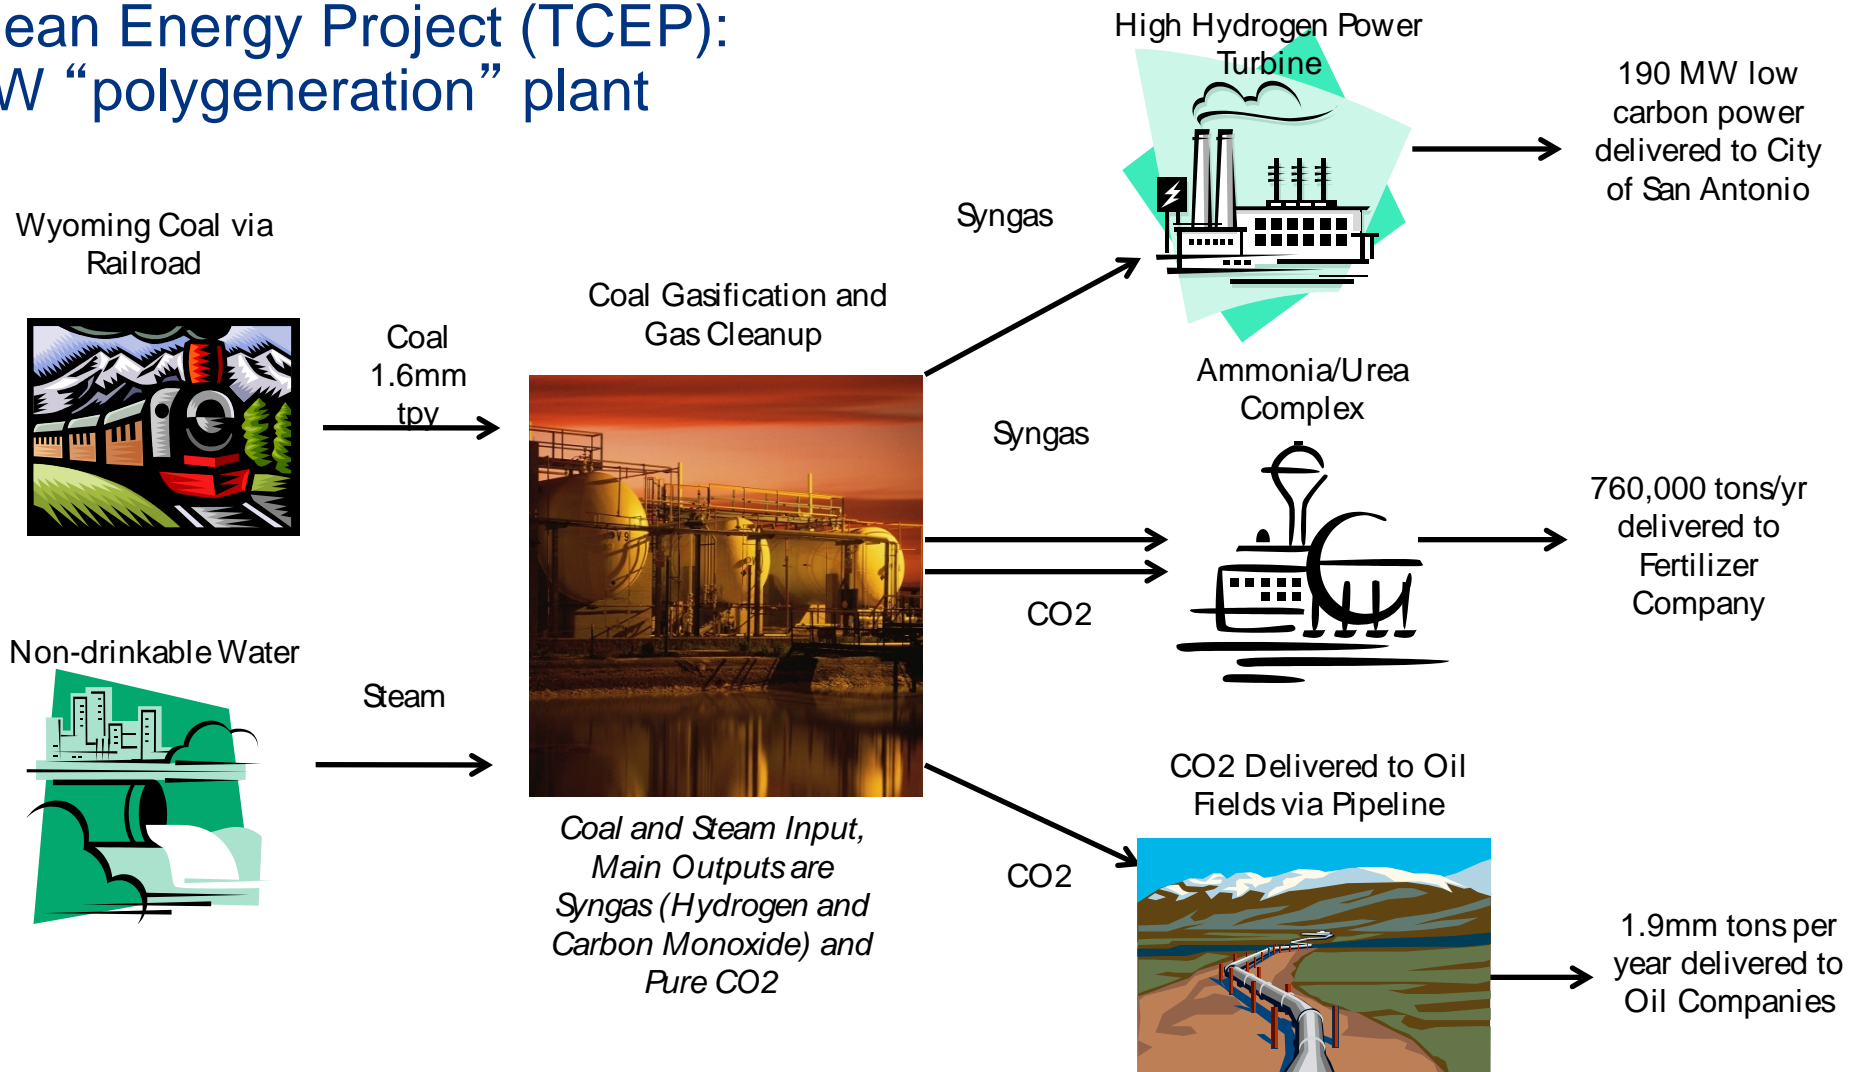 ean Energy Project (TCEP):
W “polygeneration” plant
High Hydrogen Power
Turbine
190 MW low
carbon power
delivered to City
of San Antonio
Wyoming Coal via
Railroad
Syngas
Coal Gasification and
Gas Cleanup
Coal
1.6mm
tpy
Ammonia/Urea
Complex
Syngas
760,000 tons/yr
delivered to
Fertilizer
Company
CO2
Non-drinkable Water
Steam
CO2 Delivered to Oil
Fields via Pipeline
Coal and Steam Input,
Main Outputs are
Syngas (Hydrogen and
Carbon Monoxide) and
Pure CO2
CO2
1.9mm tons per
year delivered to
Oil Companies